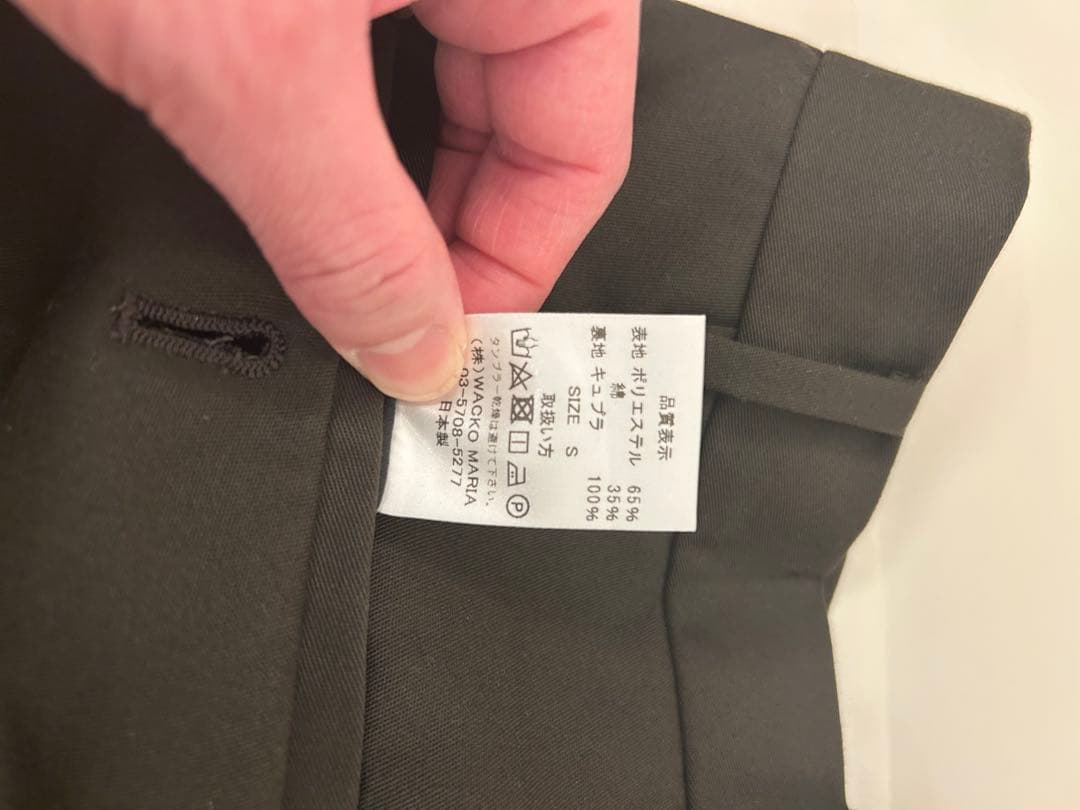 品質表示
表地 ポリエステル 65%
綿 35%
裏地 キュプラ 100%
SIZE S
取扱い方
P
タンブラー乾燥は避けて下さい。
(株)WACKO MARIA
03-5708-5277
日本製